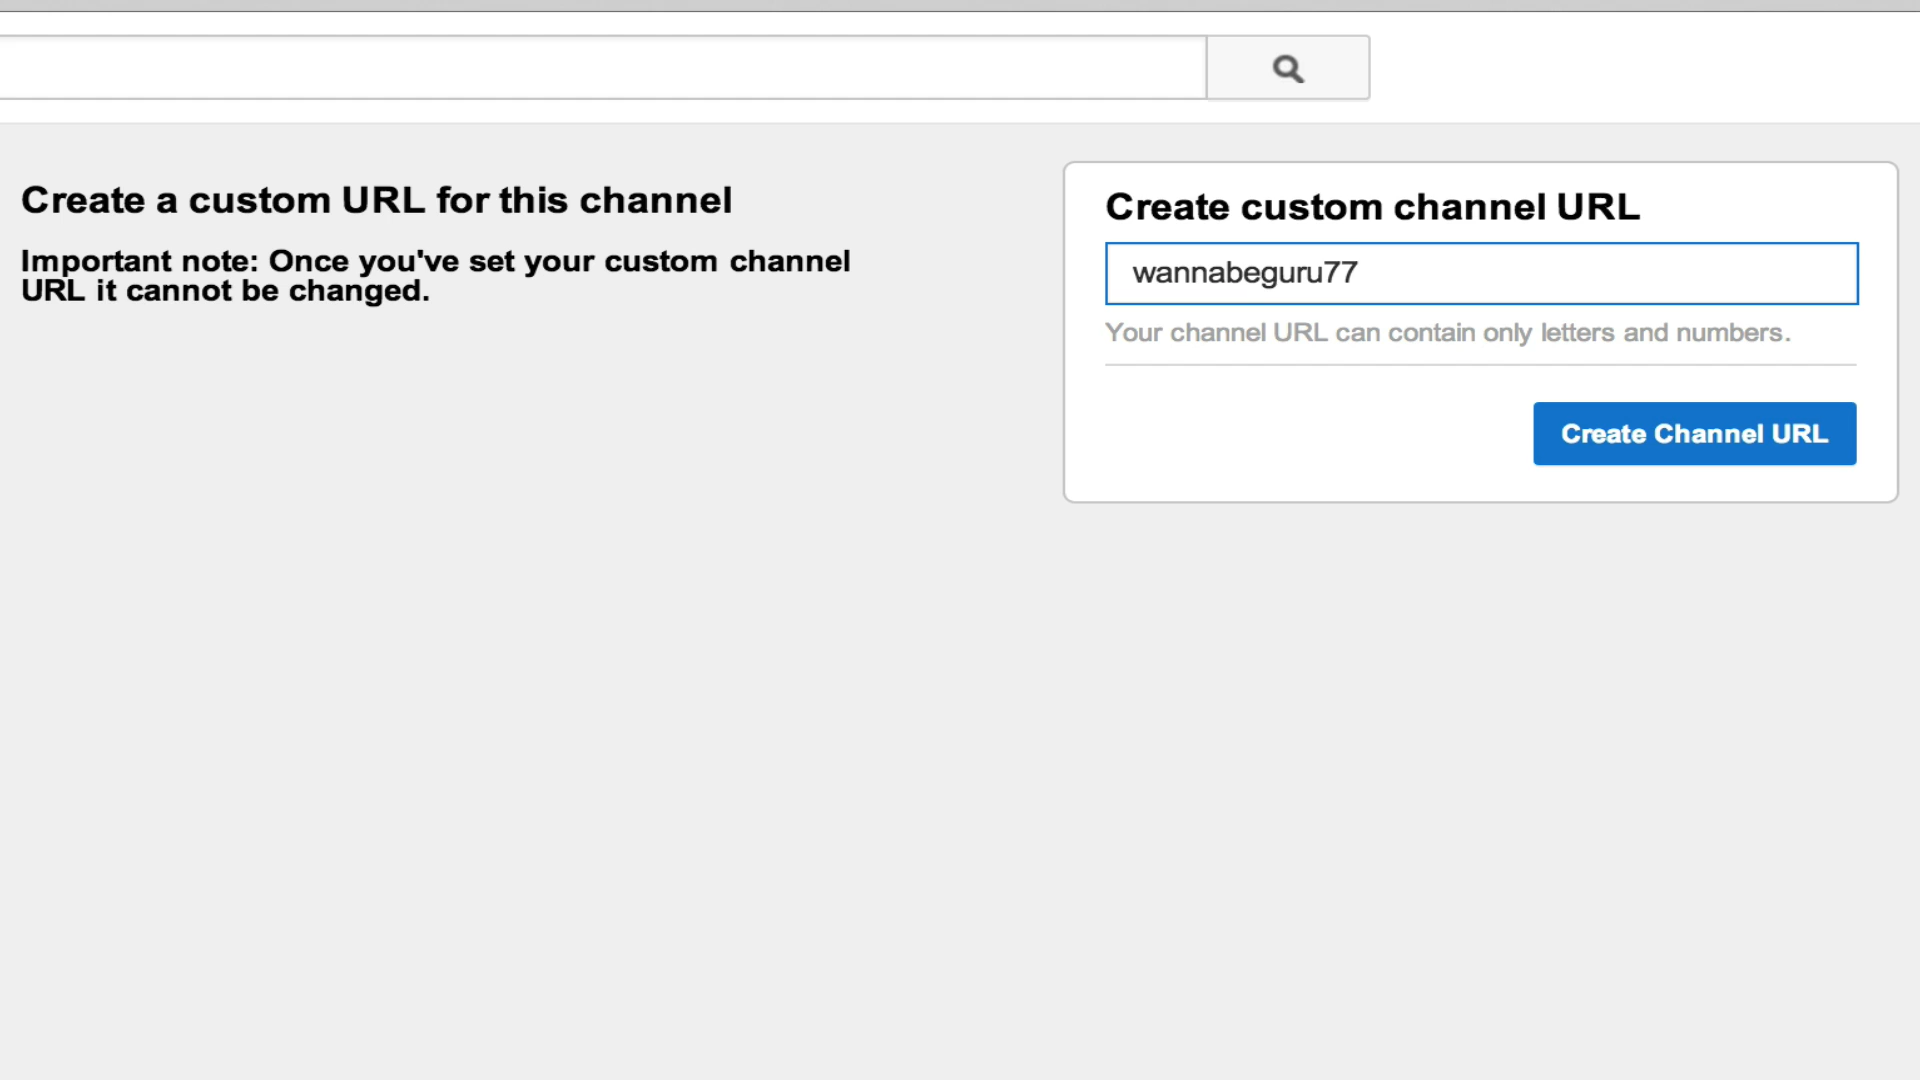 Create a custom URL for this channel
Important note: Once you've set your custom channel
URL it cannot be changed.
Create custom channel URL
wannabeguru77
Your channel URL can contain only letters and numbers.
Create Channel URL